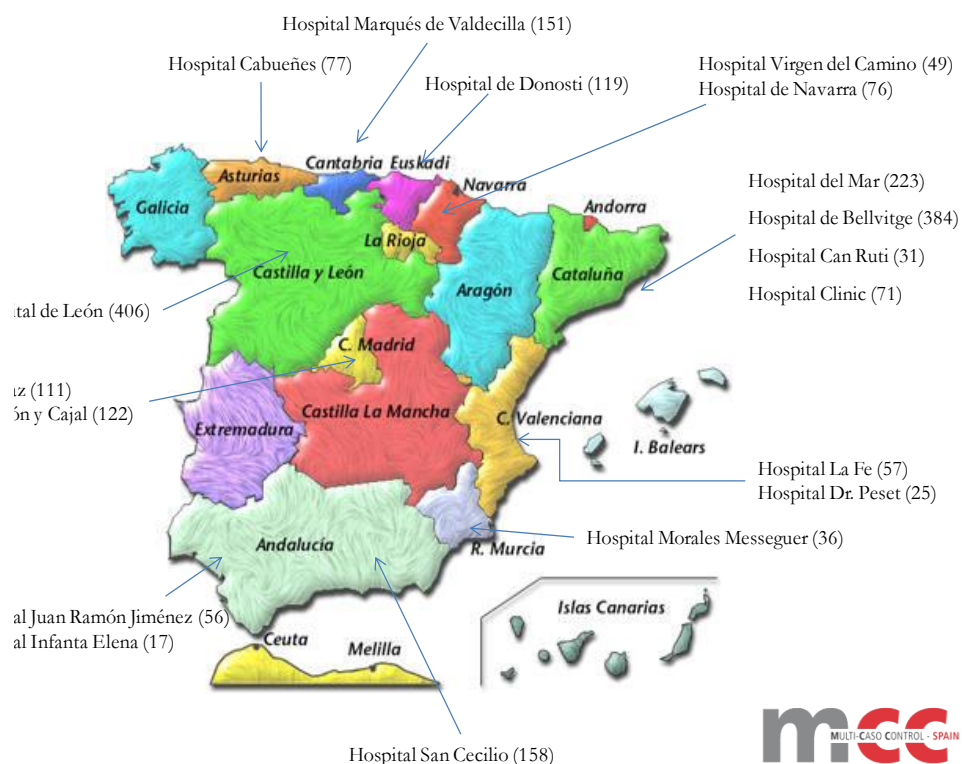 Hospital Marqués de Valdecilla (151)
Hospital Cabueñes (77)
Hospital de Donosti (119)
Hospital Virgen del Camino (49)
Hospital de Navarra (76)
Cantabria Euskadi
Asturias
Navarra
Galicia
Andorra
Hospital del Mar (223)
Hospital de Bellvitge (384)
Hospital Can Ruti (31)
Hospital Clinic (71)
La Rioja
Castilla y León
Aragón
Cataluña
de León (406)
C. Madrid
(111)
y Cajal (122)
Castilla La Mancha
C. Valenciana
Extremadura
I. Balears
Hospital La Fe (57)
Hospital Dr. Peset (25)
Andalucía
R. Murcia
Hospital Morales Messeguer (36)
Islas Canarias
al Juan Ramón Jiménez (56)
al Infanta Elena (17)
Ceuta
Melilla
Hospital San Cecilio (158)
mcc
MULTI-CASO CONTROL - SPAIN